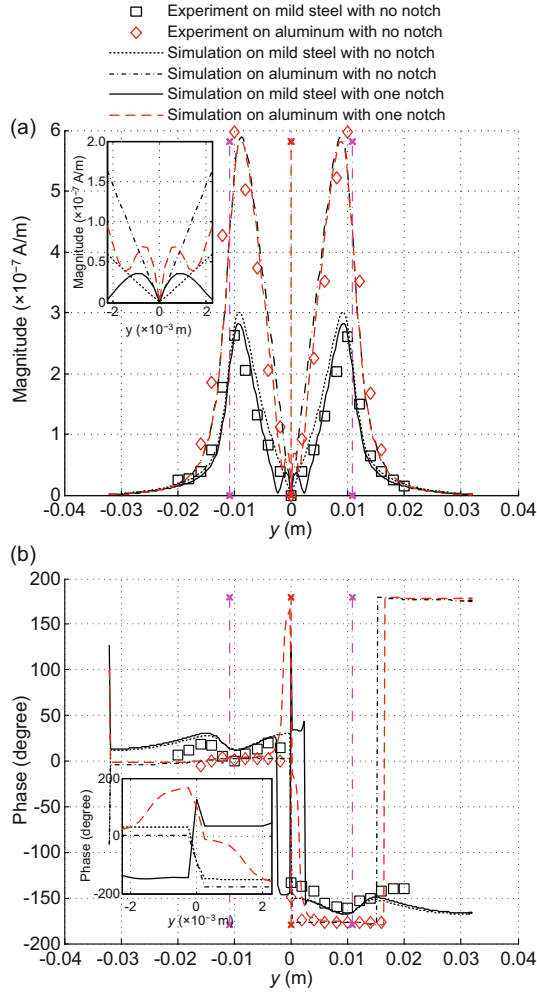 Experiment on mild steel with no notch
Experiment on aluminum with no notch
Simulation on mild steel with no notch
Simulation on aluminum with no notch
Simulation on mild steel with one notch
Simulation on aluminum with one notch
(a)
Magnitude (×10⁻⁷ A/m)
6
5
4
3
2
1
0
Magnitude (×10⁻⁷ A/m)
2.0
1.5
1.0
0.5
0
-2 -1 0 1 2
y (×10⁻³ m)
-0.04 -0.03 -0.02 -0.01 0 0.01 0.02 0.03 0.04
y (m)
(b)
Phase (degree)
200
150
100
50
0
-50
-100
-150
-200
Phase (degree)
200
0
-200
-2 -1 0 1 2
y (×10⁻³ m)
-0.04 -0.03 -0.02 -0.01 0 0.01 0.02 0.03 0.04
y (m)